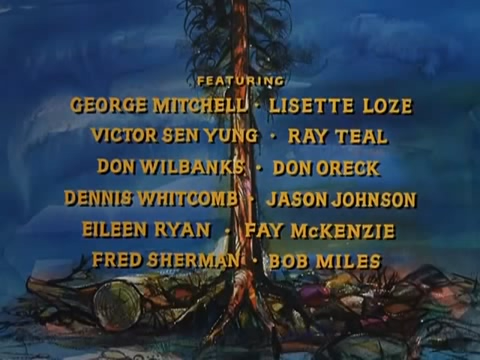 FEATURING
GEORGE MITCHELL · LISETTE LOZE
VICTOR SEN YUNG · RAY TEAL
DON WILBANKS · DON ORECK
DENNIS WHITCOMB · JASON JOHNSON
EILEEN RYAN · FAY McKENZIE
FRED SHERMAN · BOB MILES